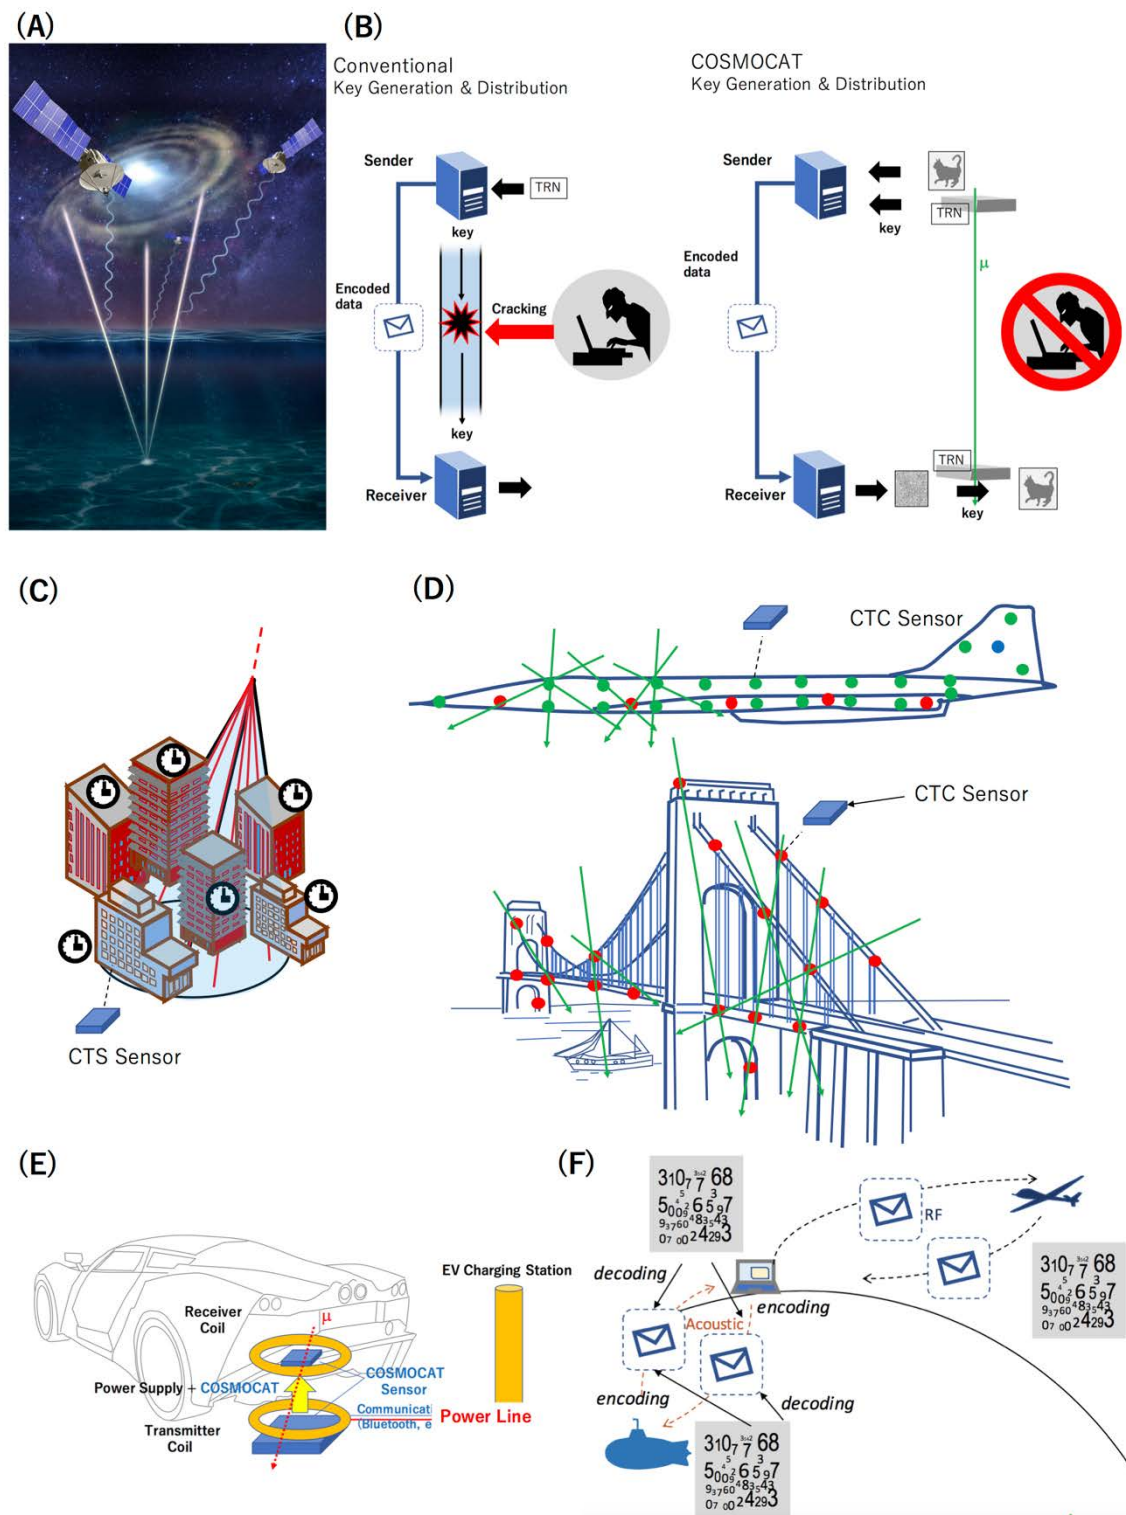 (A)
(B)
Conventional
Key Generation & Distribution
COSMOCAT
Key Generation & Distribution
Sender
TRN
key
Encoded
data
Cracking
key
Receiver
Sender
TRN
key
Encoded
data
μ
TRN
Receiver
key
(C)
CTS Sensor
(D)
CTC Sensor
CTC Sensor
(E)
EV Charging Station
Receiver
Coil
μ
Power Supply + COSMOCAT
COSMOCAT
Sensor
Transmitter
Coil
Communicati
(Bluetooth, e
Power Line
(F)
RF
decoding
encoding
Acoustic
encoding
decoding